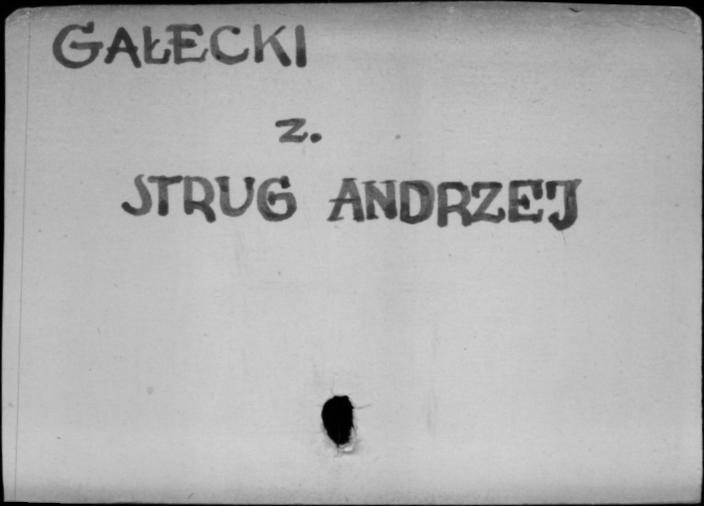 GAŁECKI
z.
STRUG ANDRZEJ